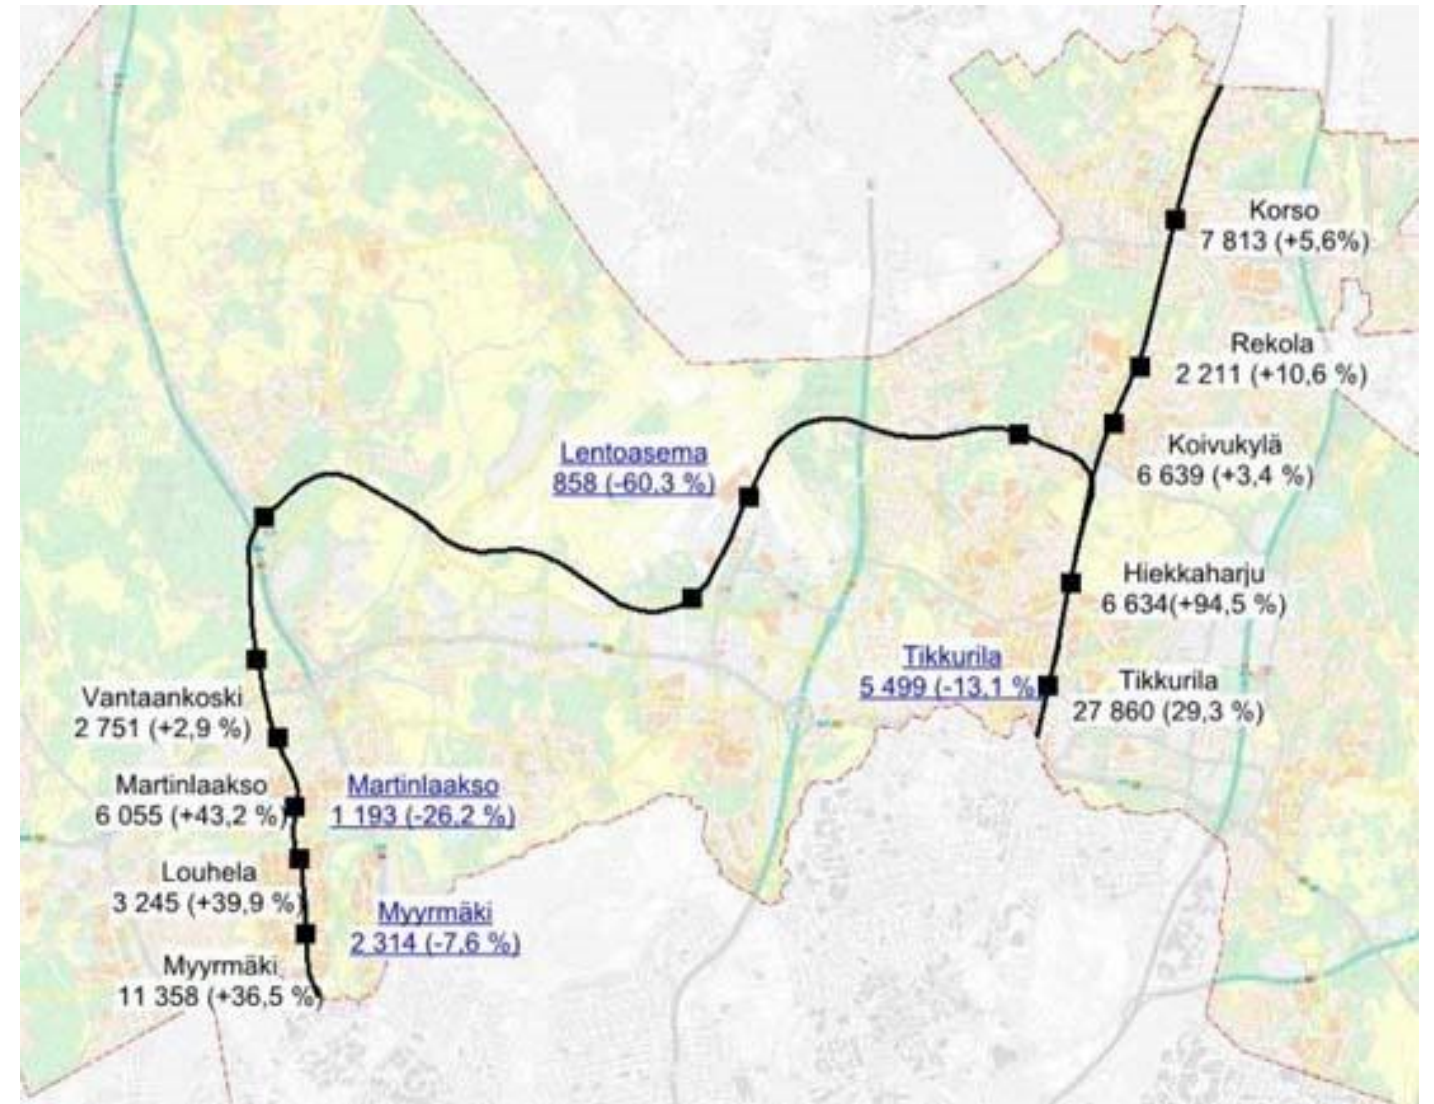 Korso
7 813 (+5,6%)
Rekola
2 211 (+10,6 %)
Koivukylä
6 639 (+3,4 %)
Lentoasema
858 (-60,3 %)
Hiekkaharju
6 634(+94,5 %)
Tikkurila
5 499 (-13,1 %
Tikkurila
27 860 (29,3 %)
Vantaankoski
2 751 (+2,9 %)
Martinlaakso
6 055 (+43,2 %)
Martinlaakso
1 193 (-26,2 %)
Louhela
3 245 (+39,9 %)
Myyrmäki
2 314 (-7,6 %)
Myyrmäki
11 358 (+36,5 %)